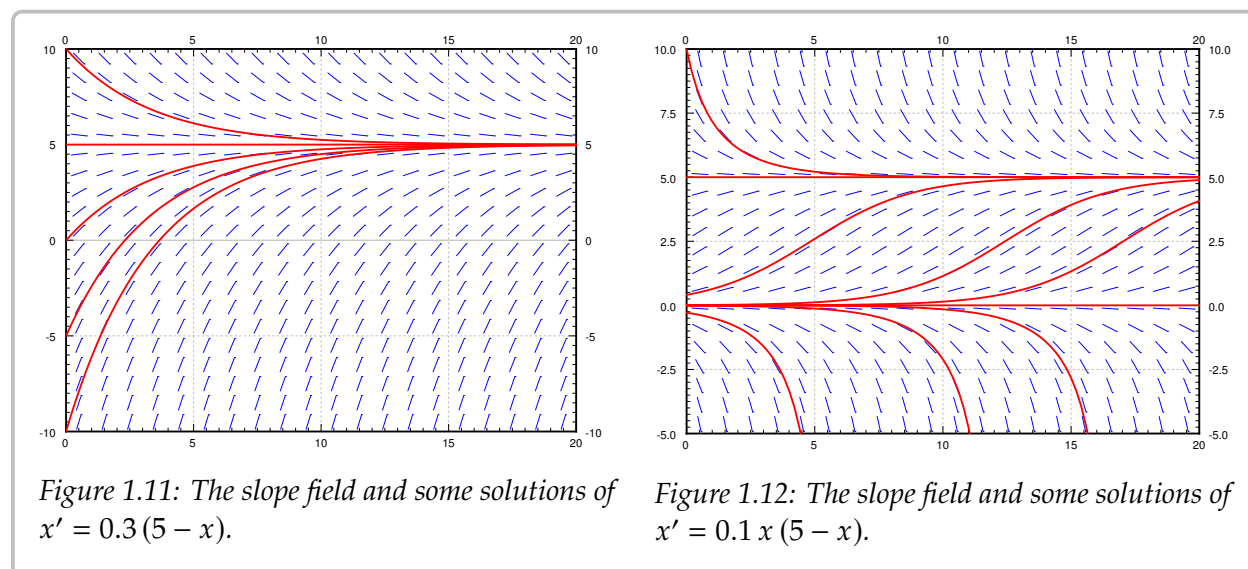 0 5 10 15 20
10 10
5 5
0 0
-5 -5
-10 -10
0 5 10 15 20
Figure 1.11: The slope field and some solutions of
x′ = 0.3 (5 − x).
0 5 10 15 20
10.0 10.0
7.5 7.5
5.0 5.0
2.5 2.5
0.0 0.0
-2.5 -2.5
-5.0 -5.0
0 5 10 15 20
Figure 1.12: The slope field and some solutions of
x′ = 0.1 x (5 − x).